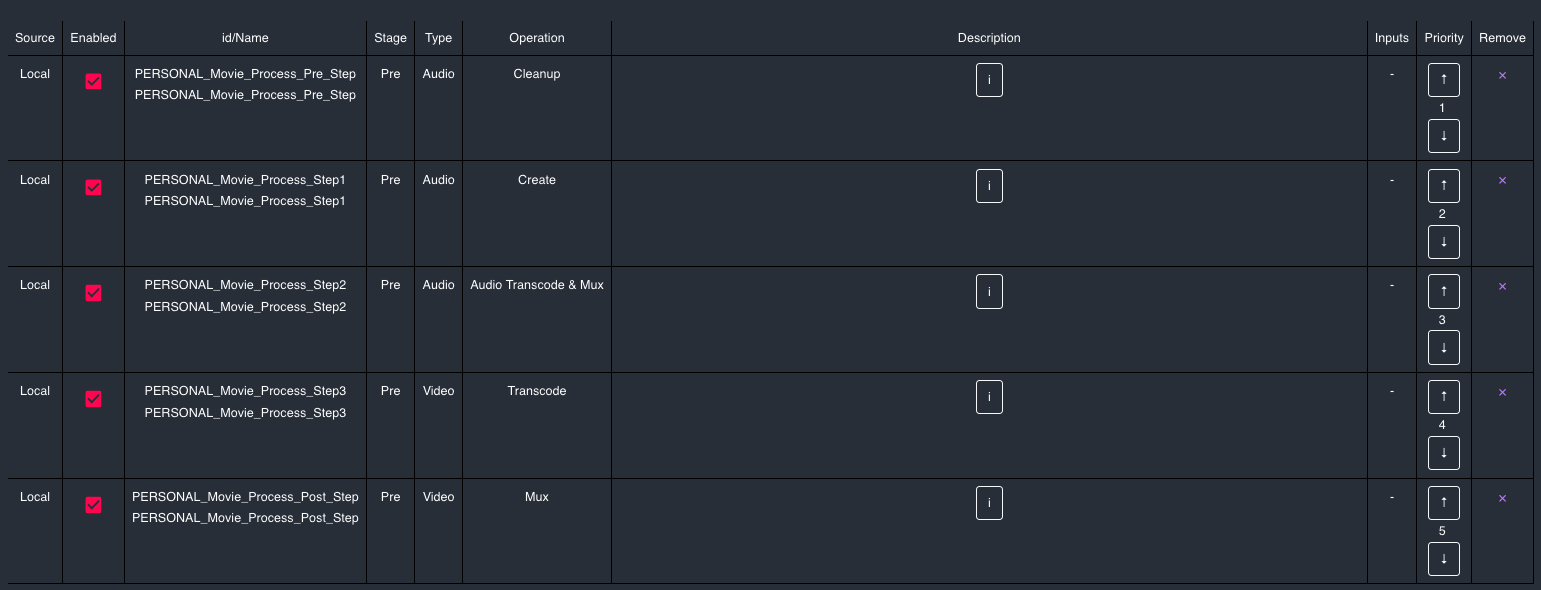 Source Enabled id/Name Stage Type Operation Description Inputs Priority Remove
Local PERSONAL_Movie_Process_Pre_Step Pre Audio Cleanup i - ↑ ×
PERSONAL_Movie_Process_Pre_Step
1
↓
Local PERSONAL_Movie_Process_Step1 Pre Audio Create i - ↑ ×
PERSONAL_Movie_Process_Step1
2
↓
Local PERSONAL_Movie_Process_Step2 Pre Audio Audio Transcode & Mux i - ↑ ×
PERSONAL_Movie_Process_Step2
3
↓
Local PERSONAL_Movie_Process_Step3 Pre Video Transcode i - ↑ ×
PERSONAL_Movie_Process_Step3
4
↓
Local PERSONAL_Movie_Process_Post_Step Pre Video Mux i - ↑ ×
PERSONAL_Movie_Process_Post_Step
5
↓